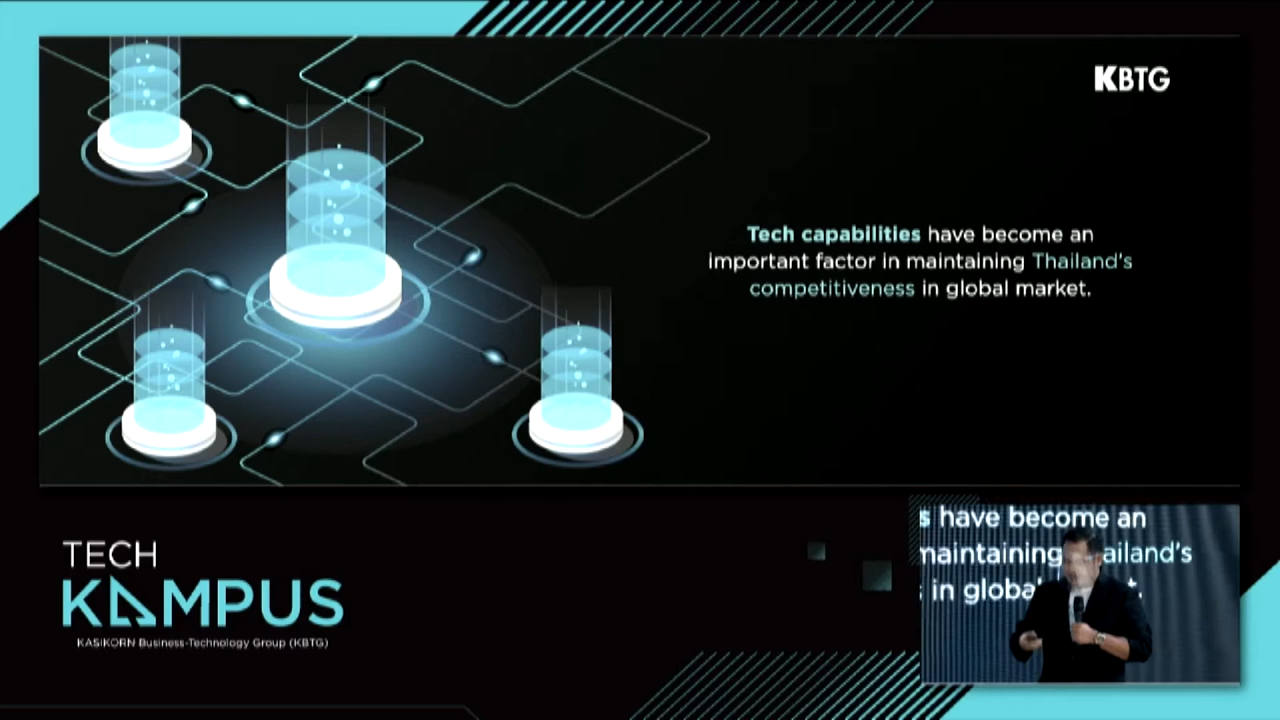 KBTG
Tech capabilities have become an
important factor in maintaining Thailand's
competitiveness in global market.
TECH
KAMPUS
KASIKORN Business-Technology Group (KBTG)
s have become an
maintaining ailand's
in global t.